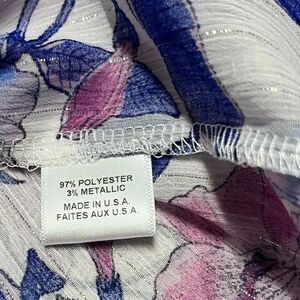 97% POLYESTER
3% METALLIC
MADE IN U.S.A.
FAITES AUX U.S.A.